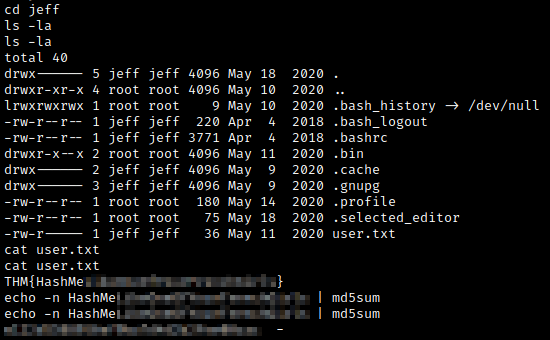 cd jeff
ls -la
ls -la
total 40
drwx------ 5 jeff jeff 4096 May 18  2020 .
drwxr-xr-x 4 root root 4096 May 10  2020 ..
lrwxrwxrwx 1 root root    9 May 10  2020 .bash_history -> /dev/null
-rw-r--r-- 1 jeff jeff  220 Apr  4  2018 .bash_logout
-rw-r--r-- 1 jeff jeff 3771 Apr  4  2018 .bashrc
drwxr-x--x 2 root root 4096 May 11  2020 .bin
drwx------ 2 jeff jeff 4096 May  9  2020 .cache
drwx------ 3 jeff jeff 4096 May  9  2020 .gnupg
-rw-r--r-- 1 root root  180 May 14  2020 .profile
-rw-r--r-- 1 root root   75 May 18  2020 .selected_editor
-rw-r----- 1 jeff jeff   36 May 11  2020 user.txt
cat user.txt
cat user.txt
THM{HashMe }
echo -n HashMe | md5sum
echo -n HashMe | md5sum
-